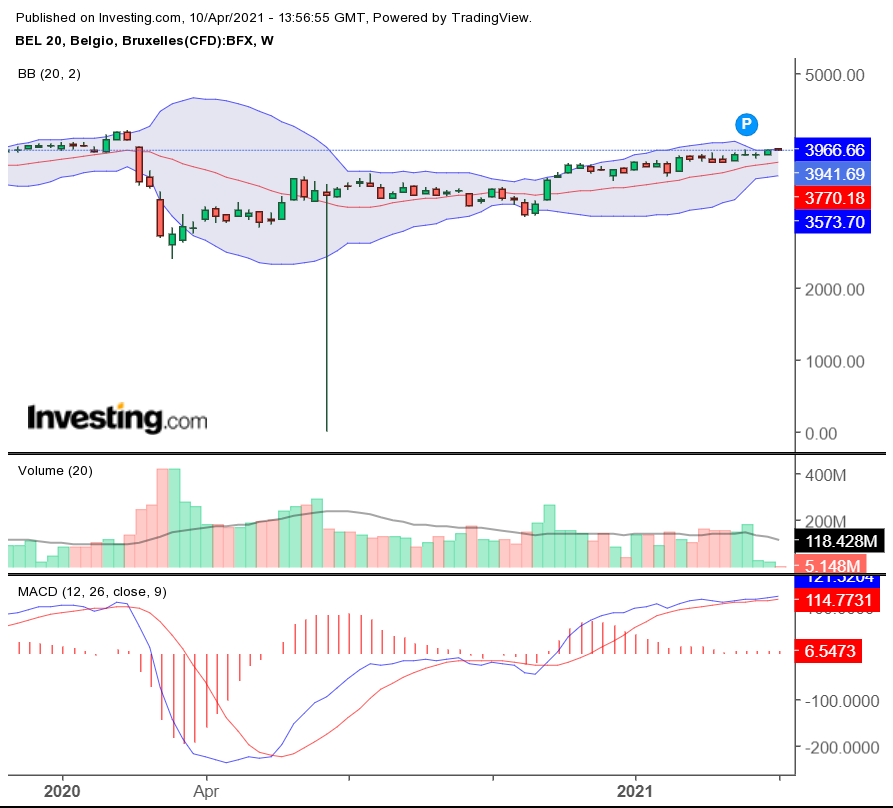 Published on Investing.com, 10/Apr/2021 - 13:56:55 GMT, Powered by TradingView.
BEL 20, Belgio, Bruxelles(CFD):BFX, W
BB (20, 2)
P
5000.00
3966.66
3941.69
3770.18
3573.70
2000.00
1000.00
0.00
Investing.com
Volume (20)
400M
200M
118.428M
5.148M
MACD (12, 26, close, 9)
121.3204
114.7731
6.5473
-100.0000
-200.0000
2020
Apr
2021